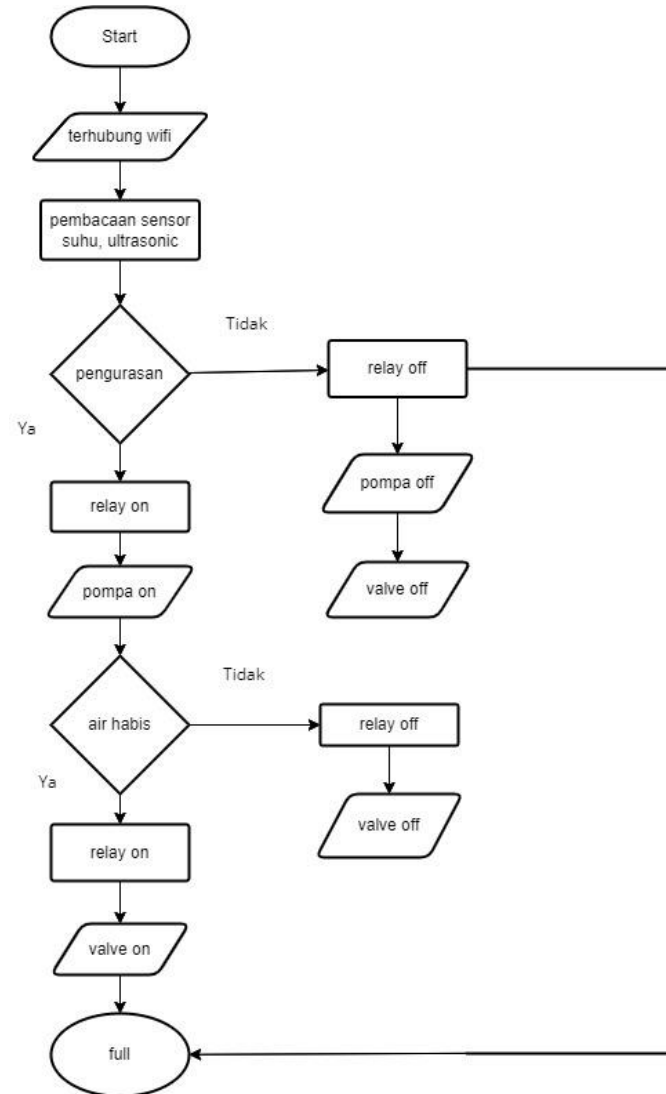 Start
terhubung wifi
pembacaan sensor
suhu, ultrasonic
Tidak
pengurasan
relay off
Ya
pompa off
relay on
pompa on
valve off
Tidak
air habis
relay off
Ya
valve off
relay on
valve on
full